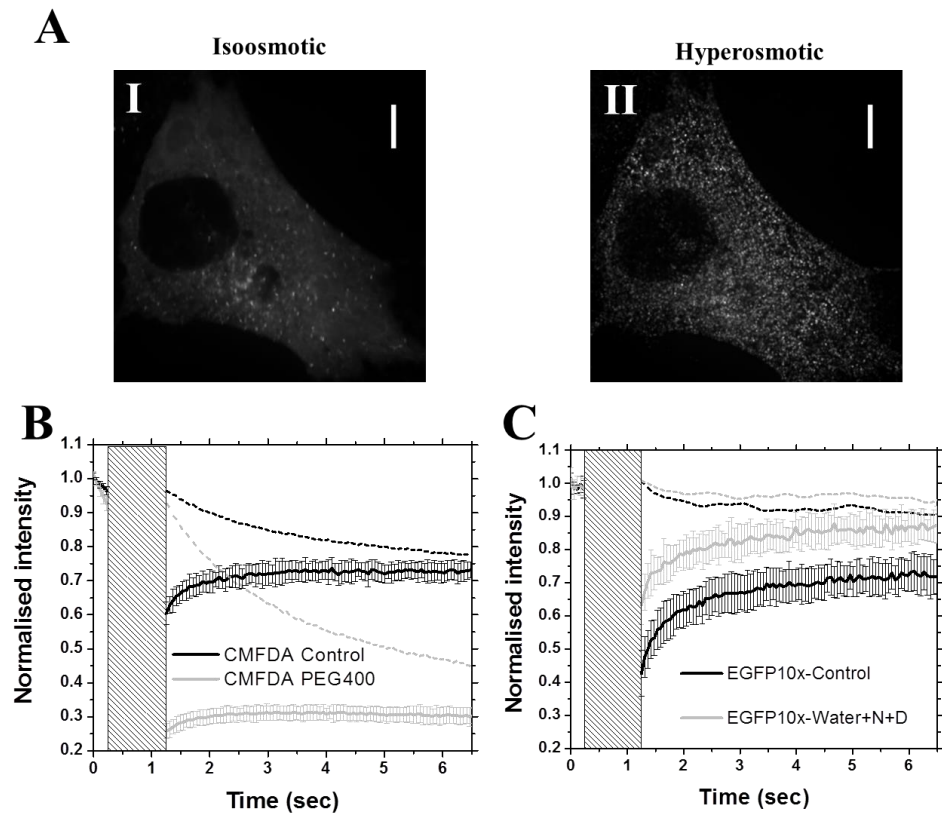 A
Isoosmotic
Hyperosmotic
I
II
B
C
1.1
1.0
0.9
0.8
0.7
0.6
0.5
0.4
0.3
0.2
Normalised intensity
CMFDA Control
CMFDA PEG400
0
1
2
3
4
5
6
Time (sec)
1.1
1.0
0.9
0.8
0.7
0.6
0.5
0.4
0.3
0.2
Normalised intensity
EGFP10x-Control
EGFP10x-Water+N+D
0
1
2
3
4
5
6
Time (sec)